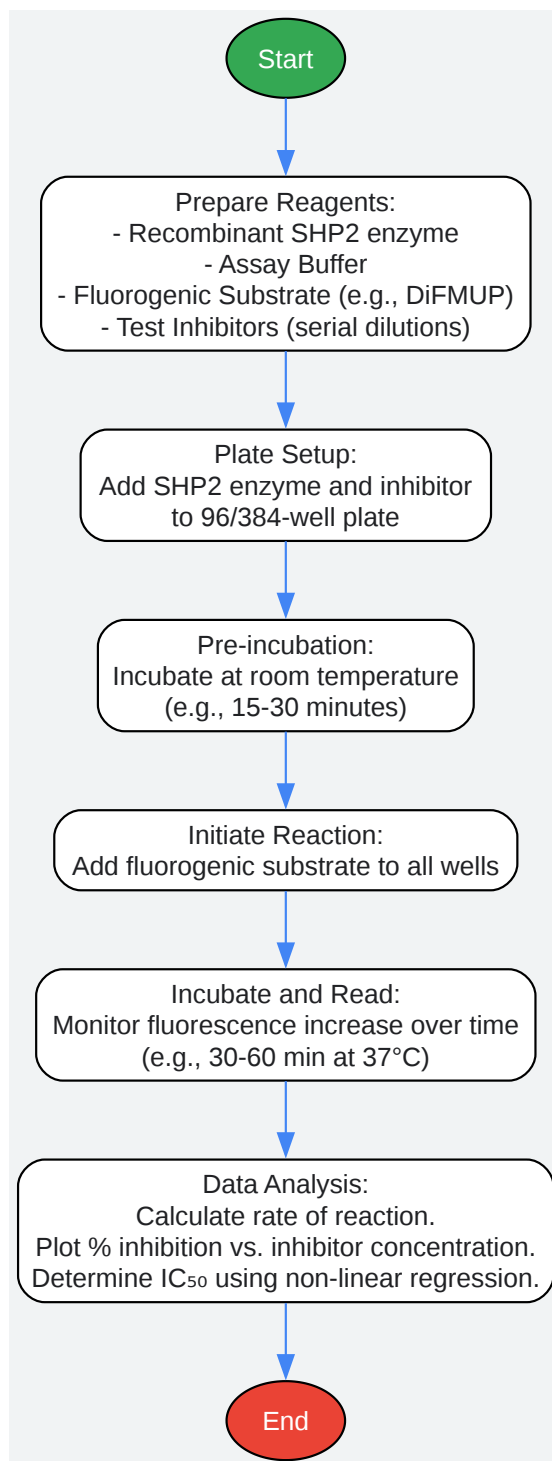 Start
Prepare Reagents:
- Recombinant SHP2 enzyme
- Assay Buffer
- Fluorogenic Substrate (e.g., DiFMUP)
- Test Inhibitors (serial dilutions)
Plate Setup:
Add SHP2 enzyme and inhibitor
to 96/384-well plate
Pre-incubation:
Incubate at room temperature
(e.g., 15-30 minutes)
Initiate Reaction:
Add fluorogenic substrate to all wells
Incubate and Read:
Monitor fluorescence increase over time
(e.g., 30-60 min at 37°C)
Data Analysis:
Calculate rate of reaction.
Plot % inhibition vs. inhibitor concentration.
Determine IC₅₀ using non-linear regression.
End